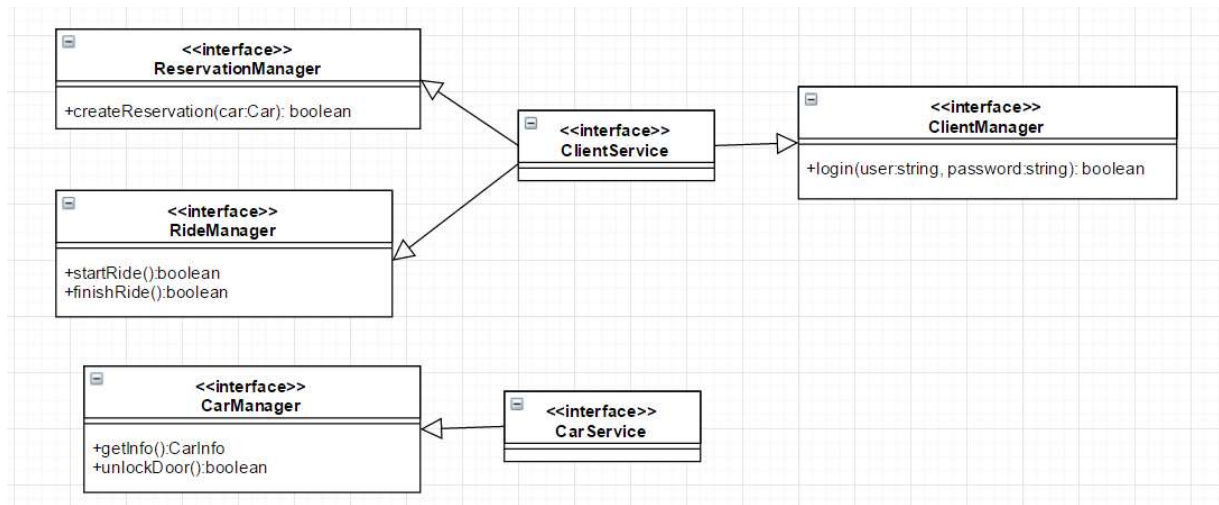 <<interface>>
ReservationManager
+createReservation(car:Car): boolean
<<interface>>
ClientService
<<interface>>
ClientManager
+login(user:string, password:string): boolean
<<interface>>
RideManager
+startRide():boolean
+finishRide():boolean
<<interface>>
CarManager
+getInfo():CarInfo
+unlockDoor():boolean
<<interface>>
CarService